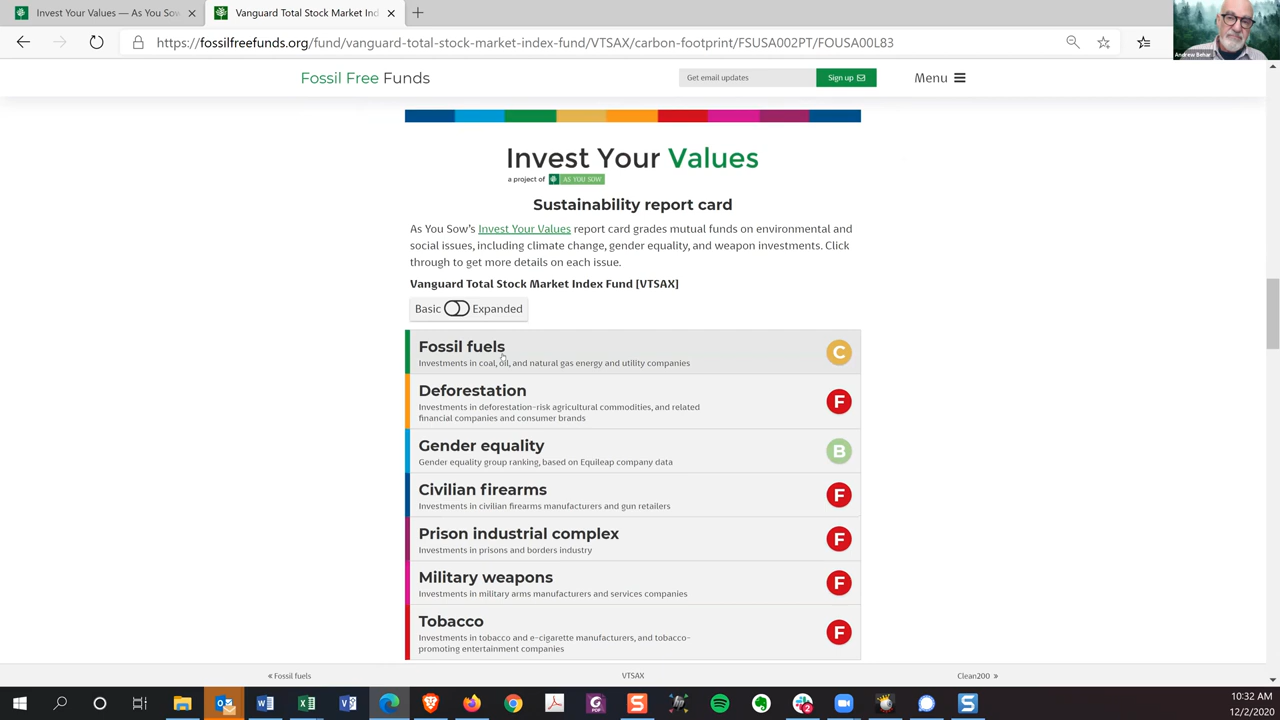 Invest Your Values — As You Sow
Vanguard Total Stock Market Ind
https://fossilfreefunds.org/fund/vanguard-total-stock-market-index-fund/VTSAX/carbon-footprint/FSUSA002PT/FOUSA00L83
Andrew Behar
Fossil Free Funds
Get email updates
Sign up
Menu
Invest Your Values
a project of AS YOU SOW
Sustainability report card
As You Sow's Invest Your Values report card grades mutual funds on environmental and
social issues, including climate change, gender equality, and weapon investments. Click
through to get more details on each issue.
Vanguard Total Stock Market Index Fund [VTSAX]
Basic Expanded
Fossil fuels
Investments in coal, oil, and natural gas energy and utility companies
C
Deforestation
Investments in deforestation-risk agricultural commodities, and related
financial companies and consumer brands
F
Gender equality
Gender equality group ranking, based on Equileap company data
B
Civilian firearms
Investments in civilian firearms manufacturers and gun retailers
F
Prison industrial complex
Investments in prisons and borders industry
F
Military weapons
Investments in military arms manufacturers and services companies
F
Tobacco
Investments in tobacco and e-cigarette manufacturers, and tobacco-
promoting entertainment companies
F
« Fossil fuels
VTSAX
Clean200 »
10:32 AM
12/2/2020